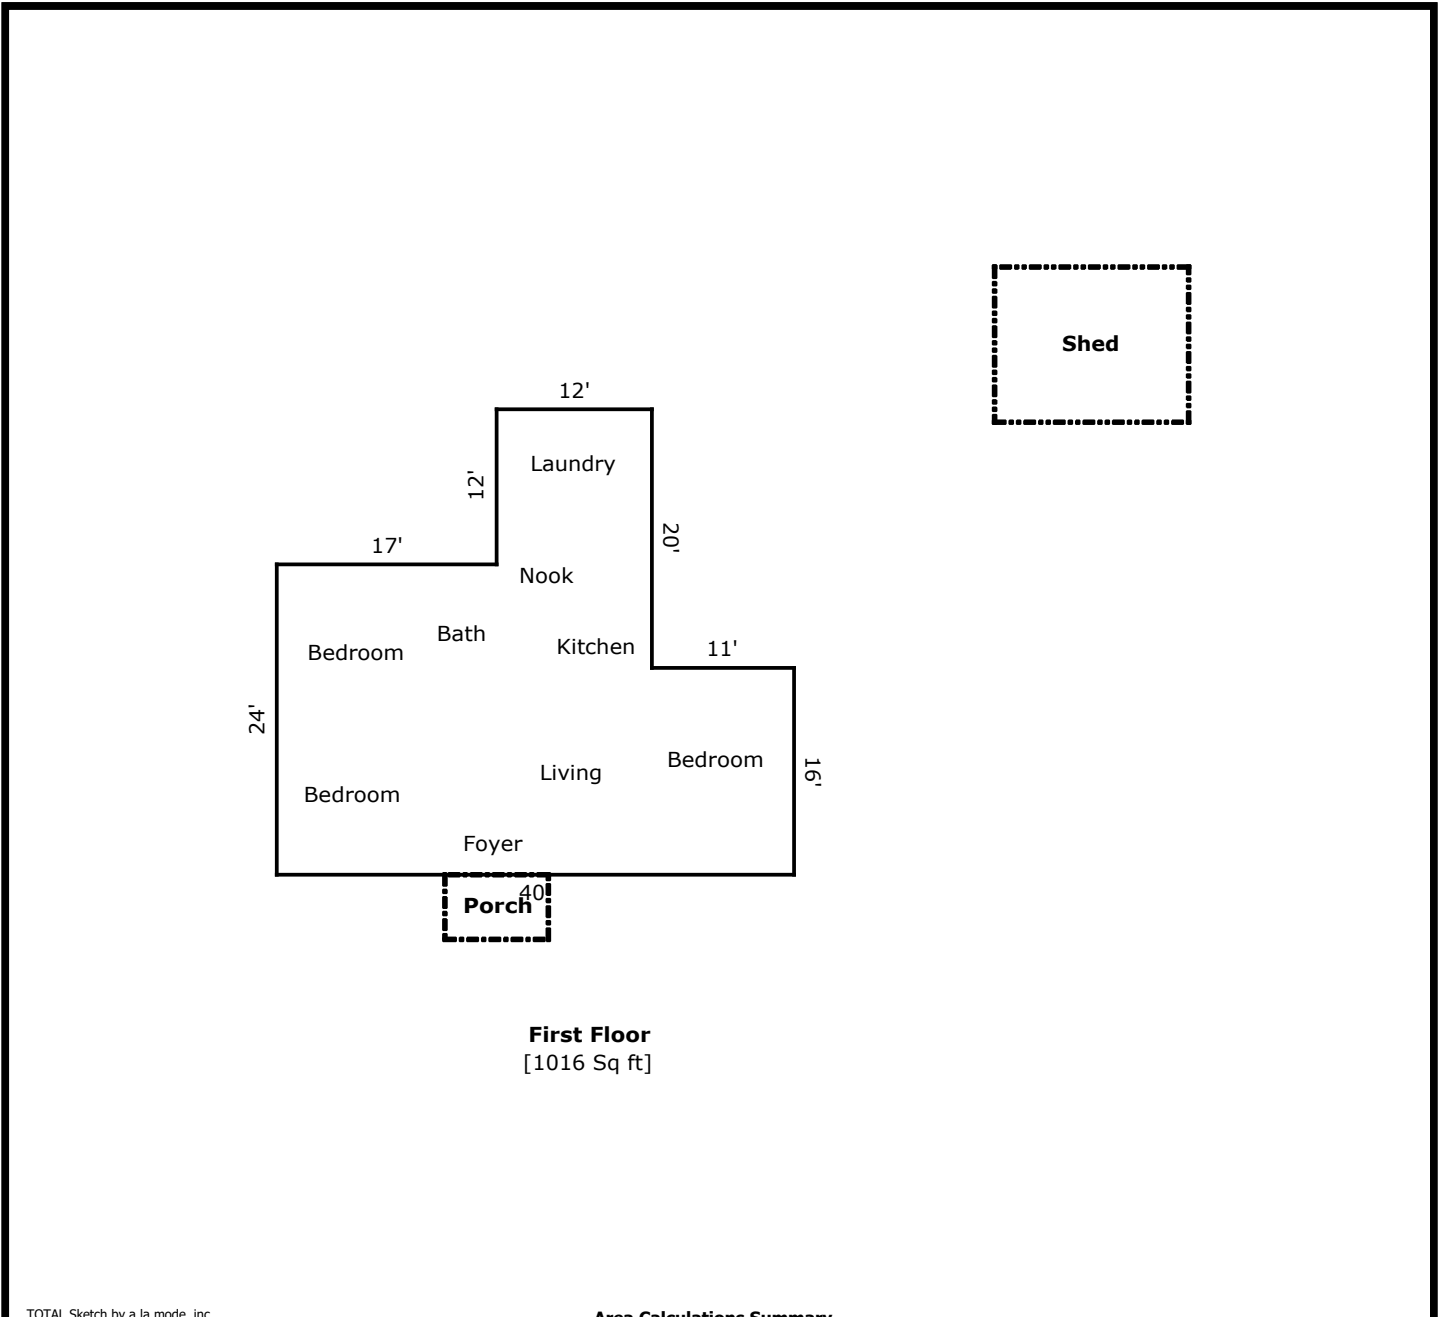 Shed
12'
Laundry
12'
20'
17'
Nook
Bath
Kitchen
Bedroom
11'
24'
Living
Bedroom
16'
Bedroom
Foyer
40
Porch
First Floor
[1016 Sq ft]
TOTAL Sketch by a la mode, inc.
Area Calculations Summary